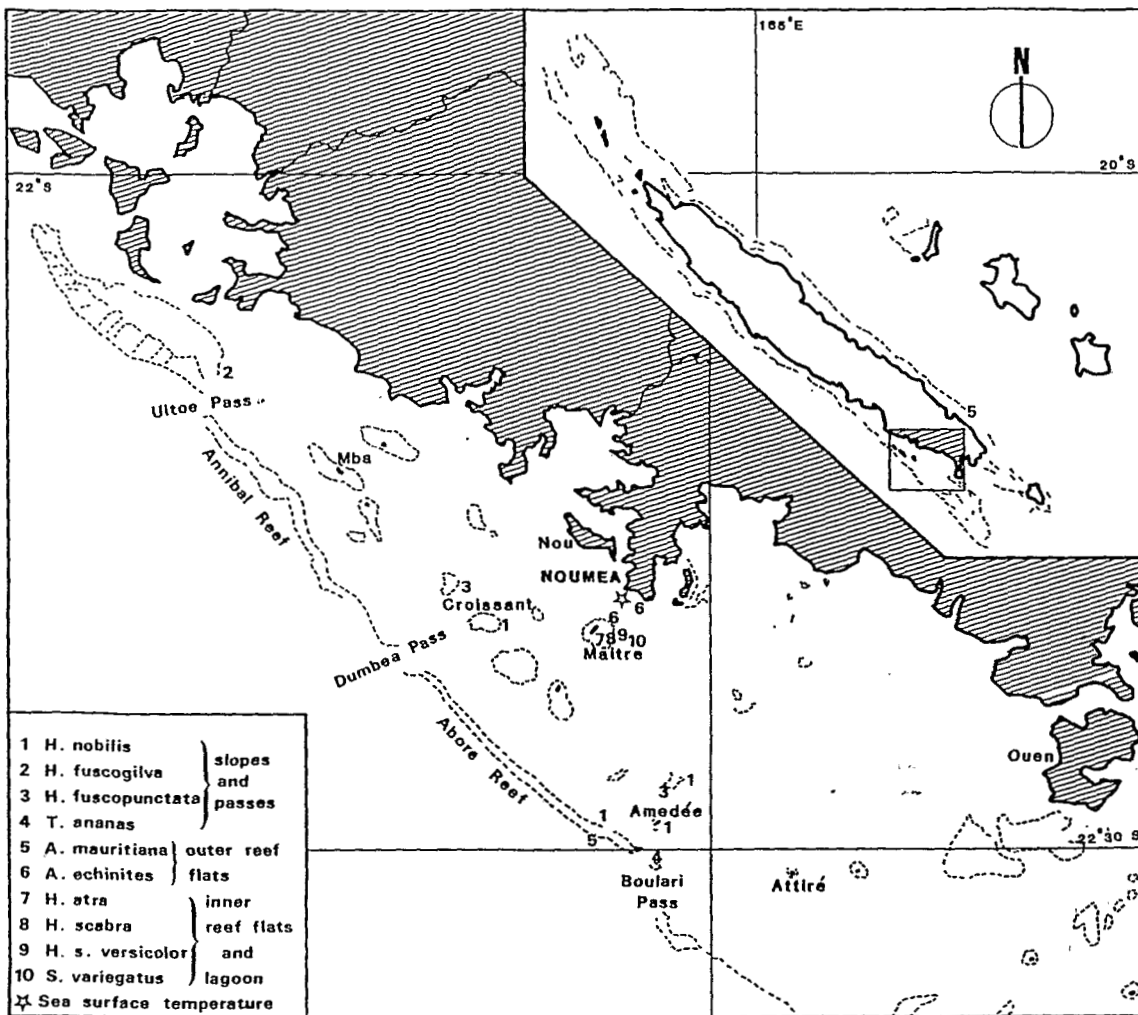 165°E
N
20°S
22°S
5
2
Uitoe Pass
Mba
Annibal Reef
Nou
NOUMEA
3
Croissant
1
6
6
7 8 9 10
Maître
Dumbea Pass
Abore Reef
Ouen
1
3
Amedée
1
1
5
22°30 S
4
Boulari
Pass
Attiré
1 H. nobilis
2 H. fuscogilva
3 H. fuscopunctata
4 T. ananas
slopes
and
passes
5 A. mauritiana
6 A. echinites
outer reef
flats
7 H. atra
8 H. scabra
9 H. s. versicolor
10 S. variegatus
inner
reef flats
and
lagoon
☆ Sea surface temperature